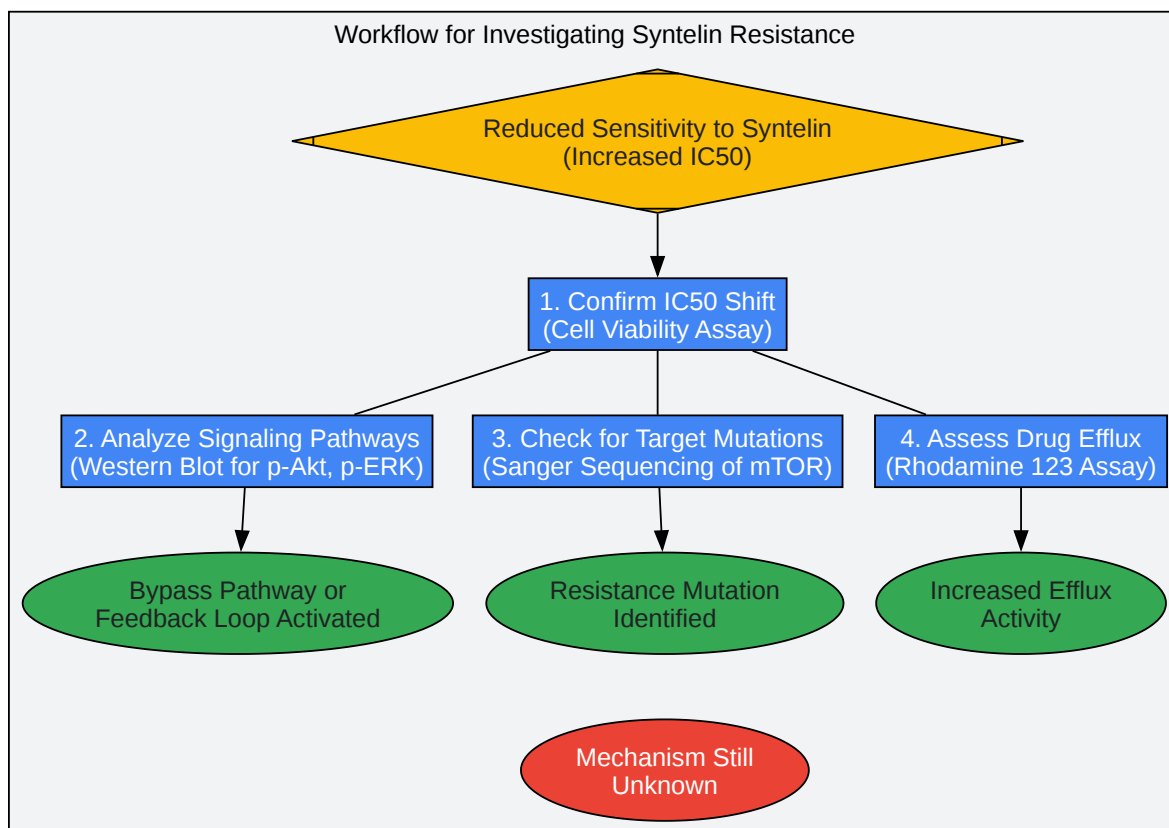 Workflow for Investigating Syntelin Resistance
Reduced Sensitivity to Syntelin
(Increased IC50)
1. Confirm IC50 Shift
(Cell Viability Assay)
2. Analyze Signaling Pathways
(Western Blot for p-Akt, p-ERK)
3. Check for Target Mutations
(Sanger Sequencing of mTOR)
4. Assess Drug Efflux
(Rhodamine 123 Assay)
Bypass Pathway or
Feedback Loop Activated
Resistance Mutation
Identified
Increased Efflux
Activity
Mechanism Still
Unknown